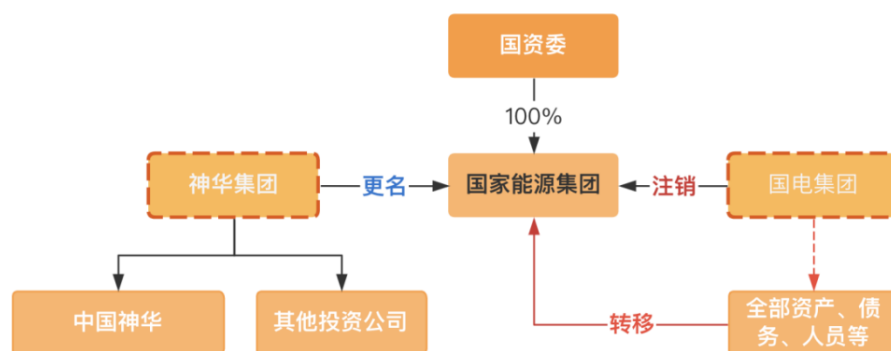 国资委
100%
神华集团
更名
国家能源集团
注销
国电集团
中国神华
其他投资公司
转移
全部资产、债
务、人员等